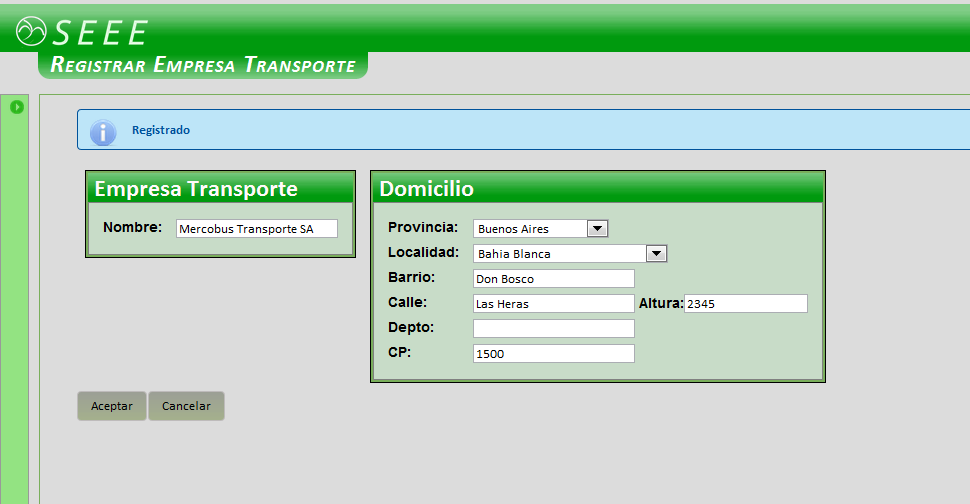 SEEE
REGISTRAR EMPRESA TRANSPORTE
Registrado
Empresa Transporte
Nombre: Mercobus Transporte SA
Domicilio
Provincia: Buenos Aires
Localidad: Bahia Blanca
Barrio: Don Bosco
Calle: Las Heras Altura: 2345
Depto:
CP: 1500
Aceptar Cancelar